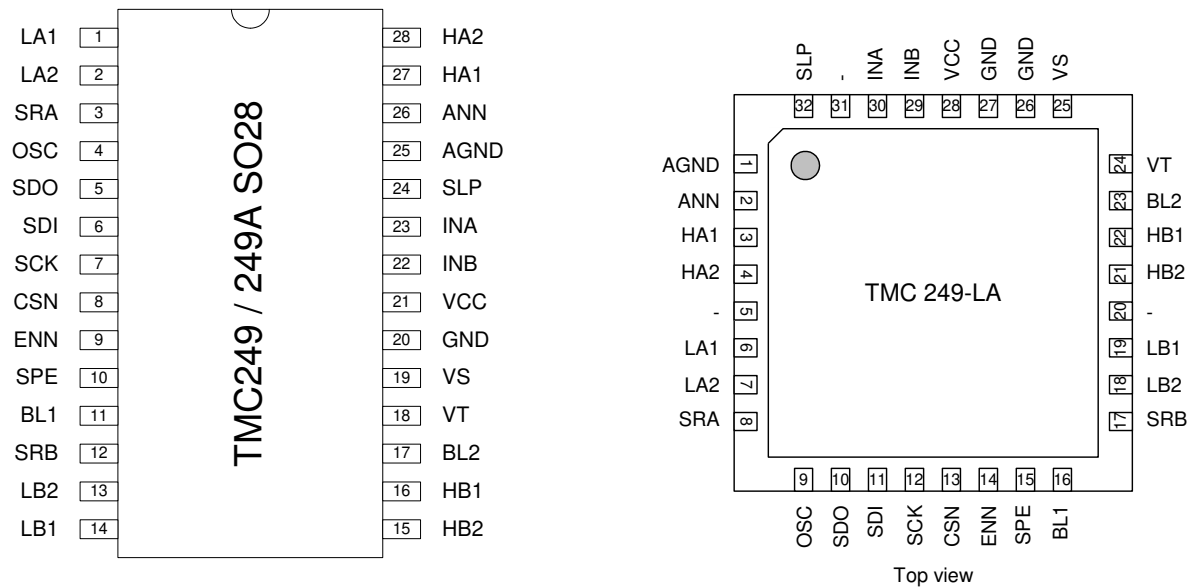 LA1 1 28 HA2
LA2 2 27 HA1
SRA 3 26 ANN
OSC 4 25 AGND
SDO 5 24 SLP
SDI 6 23 INA
SCK 7 22 INB
CSN 8 21 VCC
ENN 9 20 GND
SPE 10 19 VS
BL1 11 18 VT
SRB 12 17 BL2
LB2 13 16 HB1
LB1 14 15 HB2
TMC249 / 249A SO28
SLP - INA INB VCC GND GND VS
32 31 30 29 28 27 26 25
AGND 1 24 VT
ANN 2 23 BL2
HA1 3 22 HB1
HA2 4 21 HB2
- 5 20 -
LA1 6 19 LB1
LA2 7 18 LB2
SRA 8 17 SRB
TMC 249-LA
9 10 11 12 13 14 15 16
OSC SDO SDI SCK CSN ENN SPE BL1
Top view